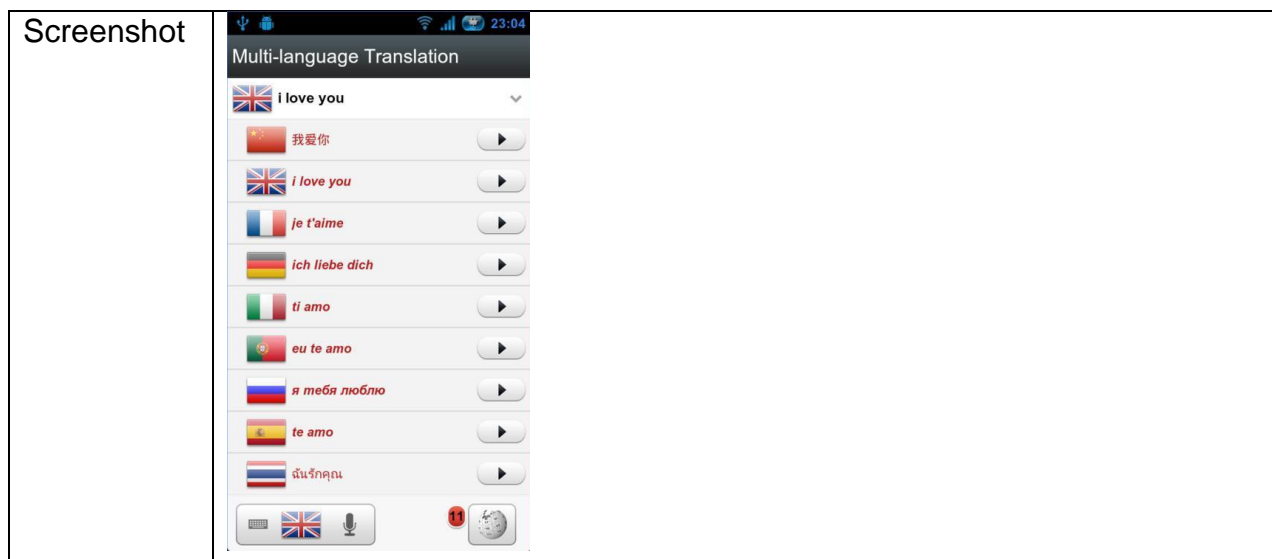 Screenshot
23:04
Multi-language Translation
i love you
我爱你
i love you
je t'aime
ich liebe dich
ti amo
eu te amo
я тебя люблю
te amo
ฉันรักคุณ
11